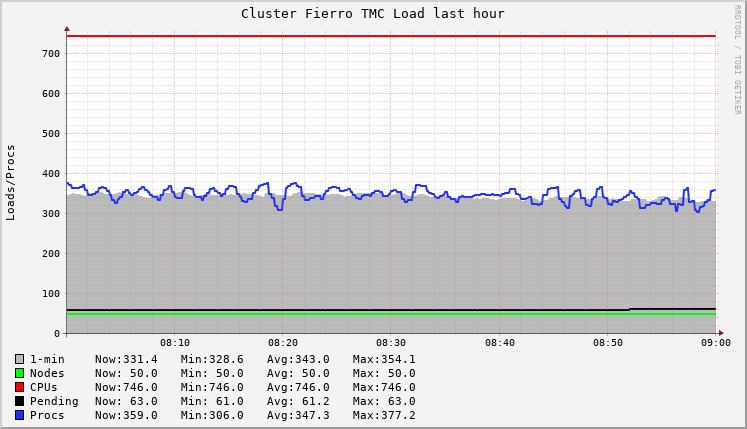 Cluster Fierro TMC Load last hour
RRDTOOL / TOBI OETIKER
Loads/Procs
700
600
500
400
300
200
100
0
08:10 08:20 08:30 08:40 08:50 09:00
1-min Now:331.4 Min:328.6 Avg:343.0 Max:354.1
Nodes Now: 50.0 Min: 50.0 Avg: 50.0 Max: 50.0
CPUs Now:746.0 Min:746.0 Avg:746.0 Max:746.0
Pending Now: 63.0 Min: 61.0 Avg: 61.2 Max: 63.0
Procs Now:359.0 Min:306.0 Avg:347.3 Max:377.2